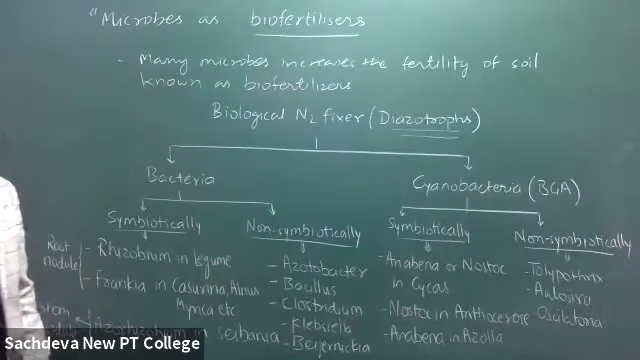 "Microbes as biofertilisers
- Many microbes increases the fertility of soil
known as biofertilizers
Biological N2 fixer (Diazotrophs)
Bacteria
Cyanobacteria (BGA)
Symbiotically
Non-symbiotically
Symbiotically
Non-symbiotically
Root nodule
- Rhizobium in legume
- Frankia in Casurina, Alnus
Myrica etc
Azorhizobium in sesbania
- Azotobacter
- Bacillus
- Clostridium
- Klebsiella
- Beijernickia
- Anabena or Nostoc
in Cycas
- Nostoc in Anthoceros
- Anabena in Azolla
- Tolypothrix
- Aulosira
- Oscilatoria
Sachdeva New PT College